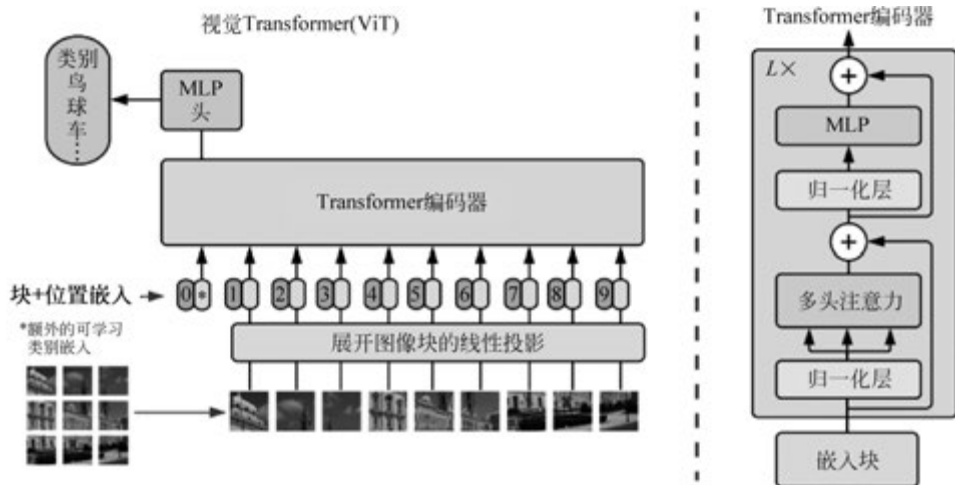 视觉Transformer(ViT)
类别
鸟
球
车
⋮
MLP
头
Transformer编码器
块+位置嵌入
0 * 1 2 3 4 5 6 7 8 9
*额外的可学习
类别嵌入
展开图像块的线性投影
Transformer编码器
L×
+
MLP
归一化层
+
多头注意力
归一化层
嵌入块